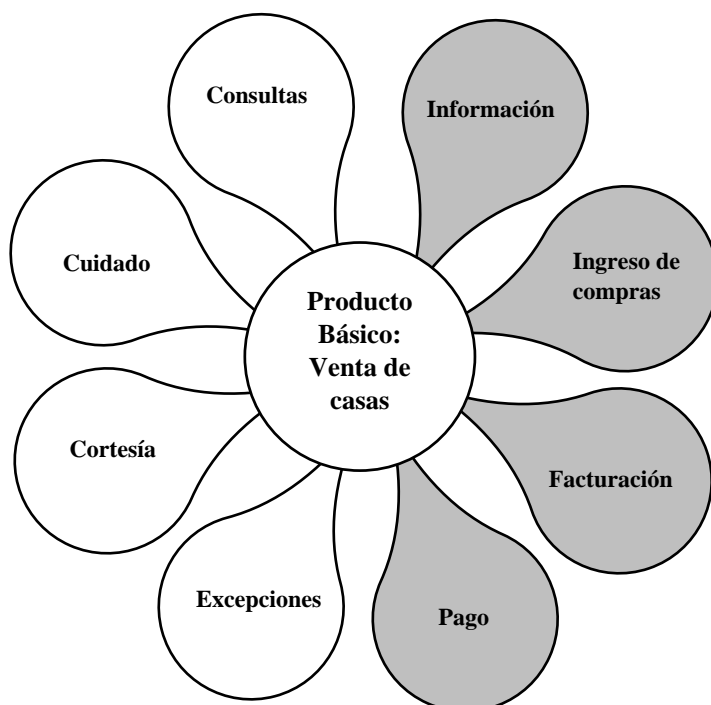 Consultas
Información
Cuidado
Ingreso de
compras
Producto
Básico:
Venta de
casas
Cortesía
Facturación
Excepciones
Pago